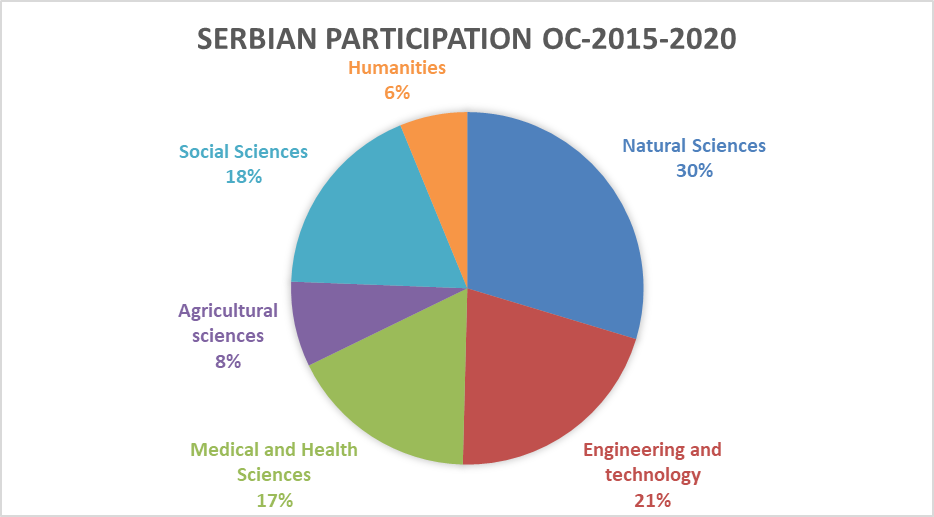 SERBIAN PARTICIPATION OC-2015-2020
Humanities
6%
Natural Sciences
30%
Social Sciences
18%
Agricultural
sciences
8%
Medical and Health
Sciences
17%
Engineering and
technology
21%